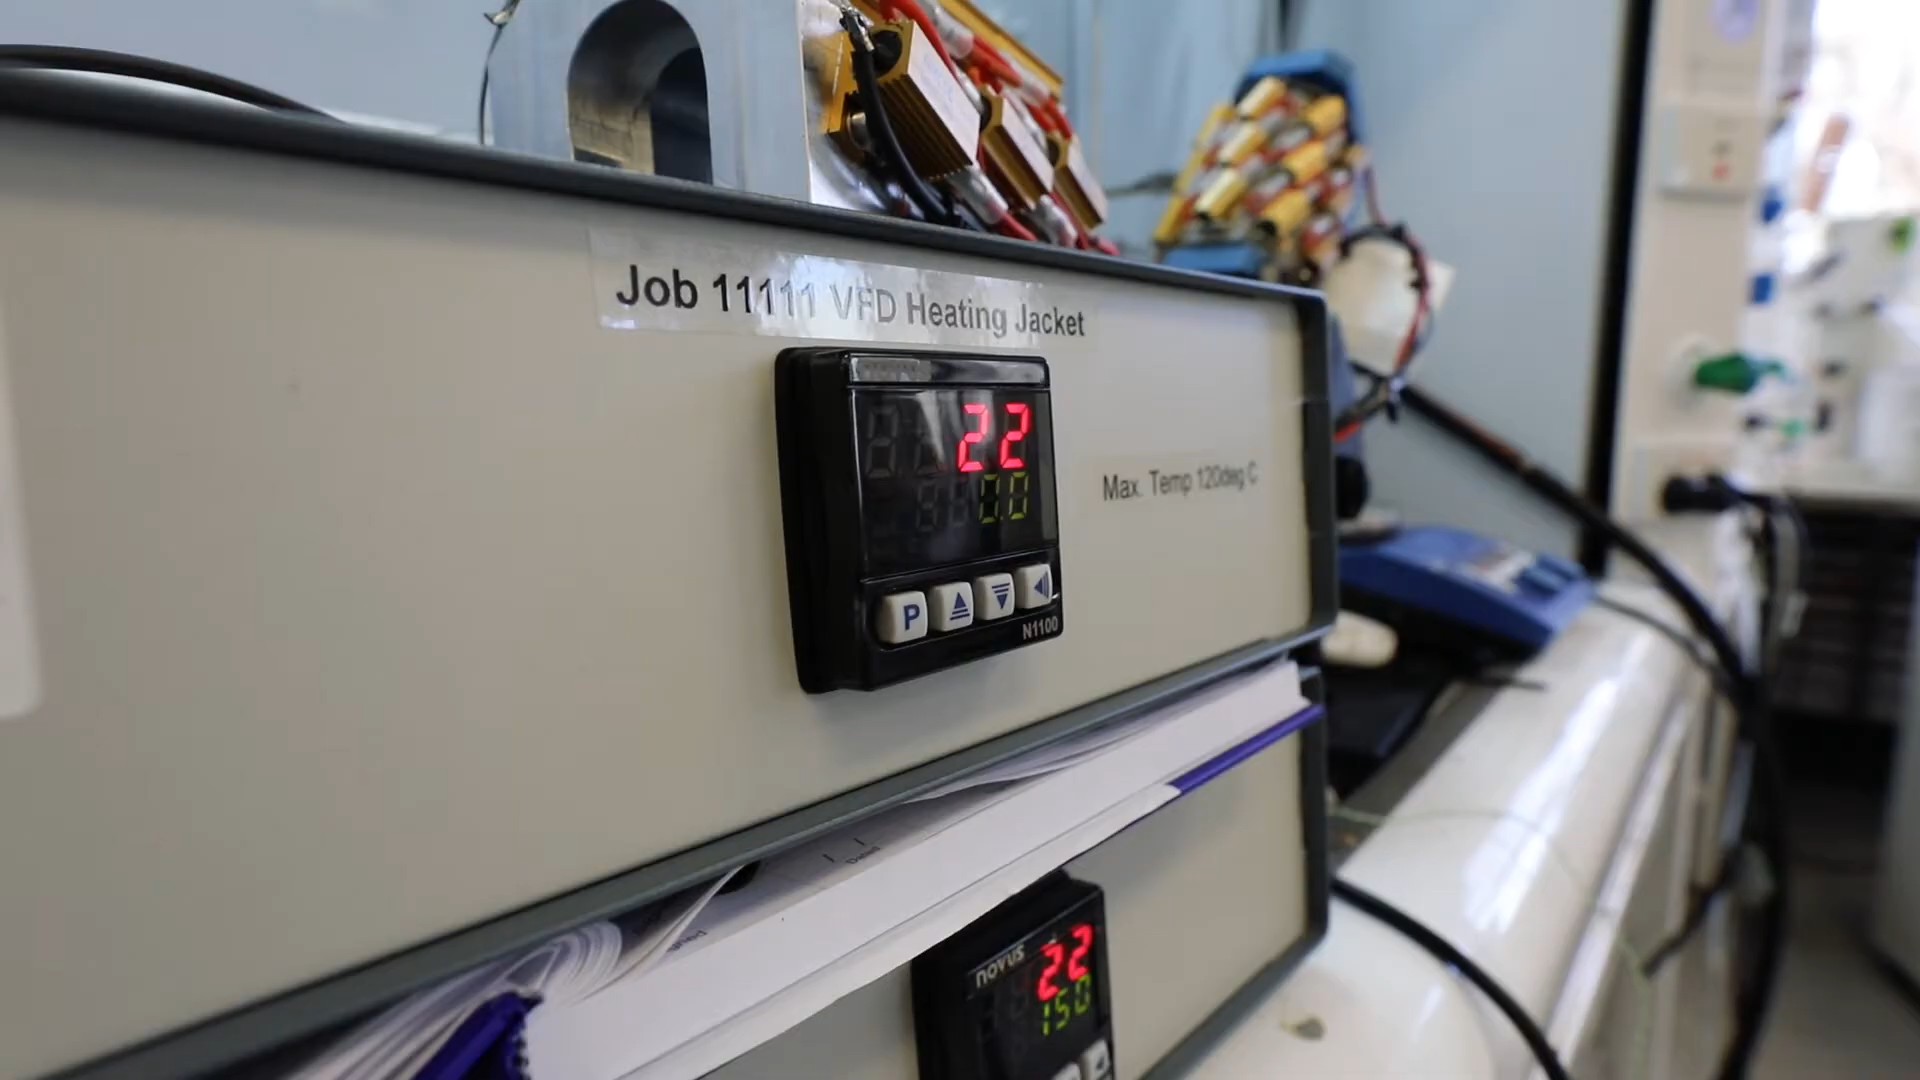 Job 11111 VFD Heating Jacket
22
0.0
Max. Temp 120deg C
P
N1100
novus
22
150